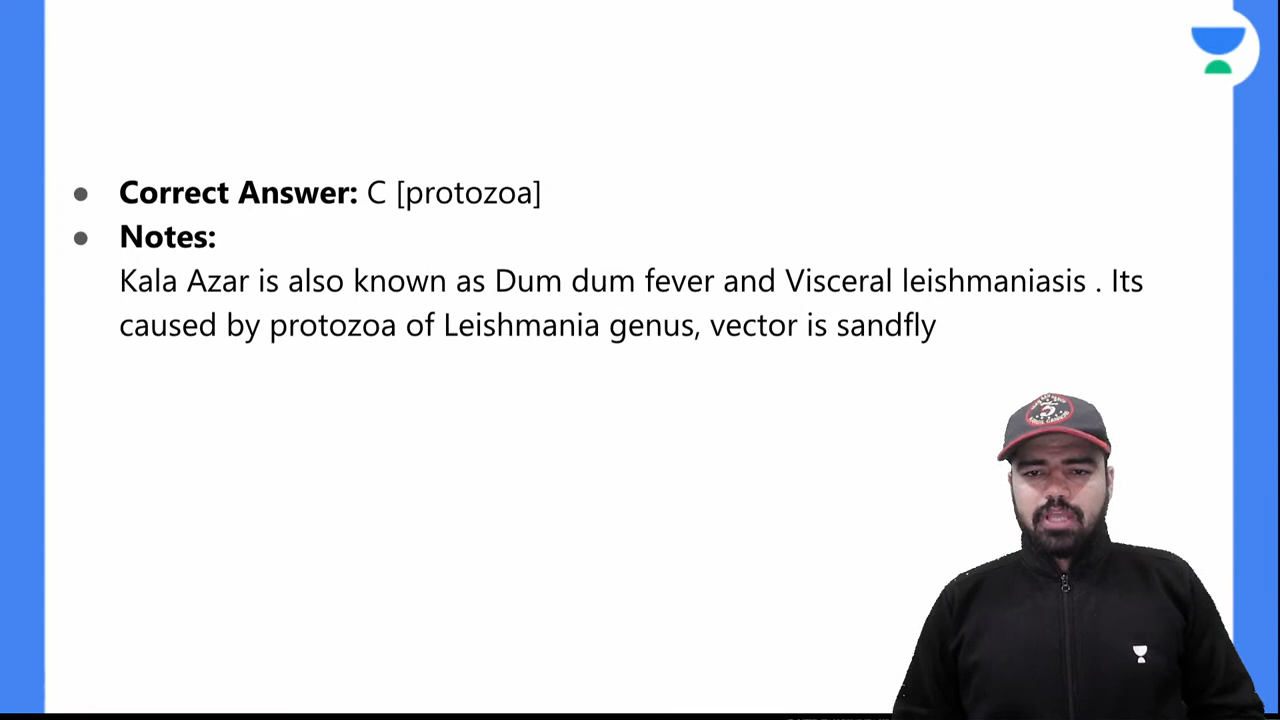 Correct Answer: C [protozoa]
Notes:
Kala Azar is also known as Dum dum fever and Visceral leishmaniasis . Its
caused by protozoa of Leishmania genus, vector is sandfly